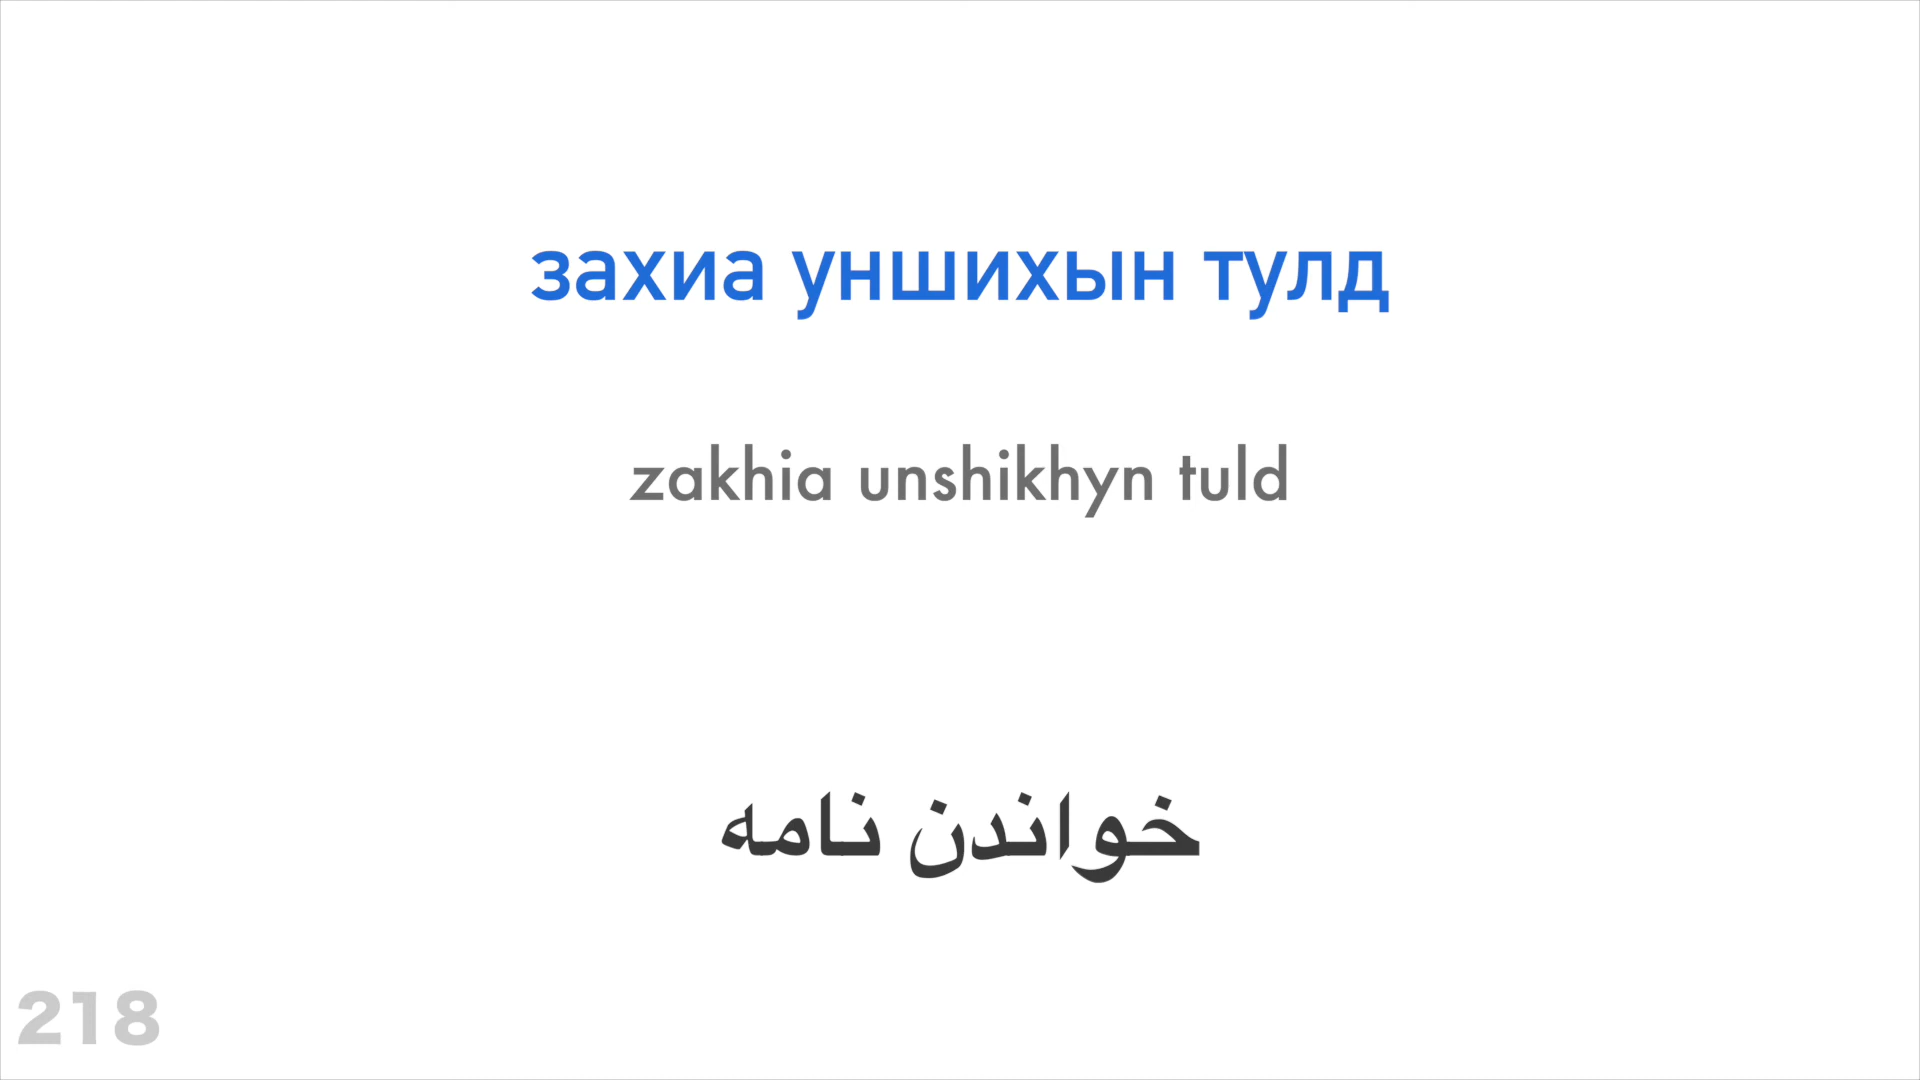 захиа уншихын тулд
zakhia unshikhyn tuld
خواندن نامه
218